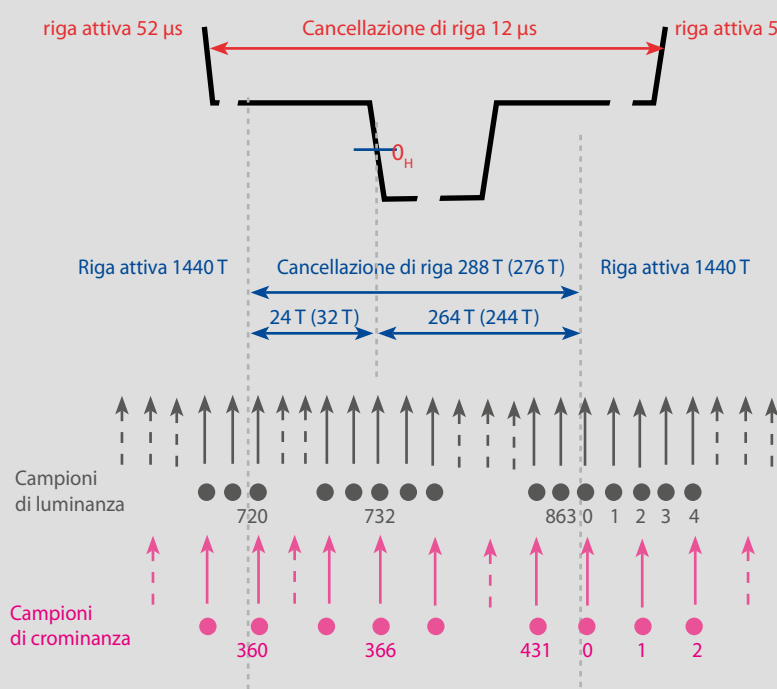 riga attiva 52 µs
Cancellazione di riga 12 µs
riga attiva 5
0H
Riga attiva 1440 T
Cancellazione di riga 288 T (276 T)
Riga attiva 1440 T
24 T (32 T)
264 T (244 T)
Campioni
di luminanza
720
732
863
0
1
2
3
4
Campioni
di crominanza
360
366
431
0
1
2